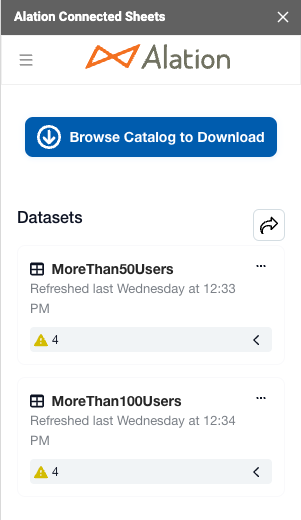 Alation Connected Sheets
Alation
Browse Catalog to Download
Datasets
MoreThan50Users
Refreshed last Wednesday at 12:33
PM
4
MoreThan100Users
Refreshed last Wednesday at 12:34
PM
4